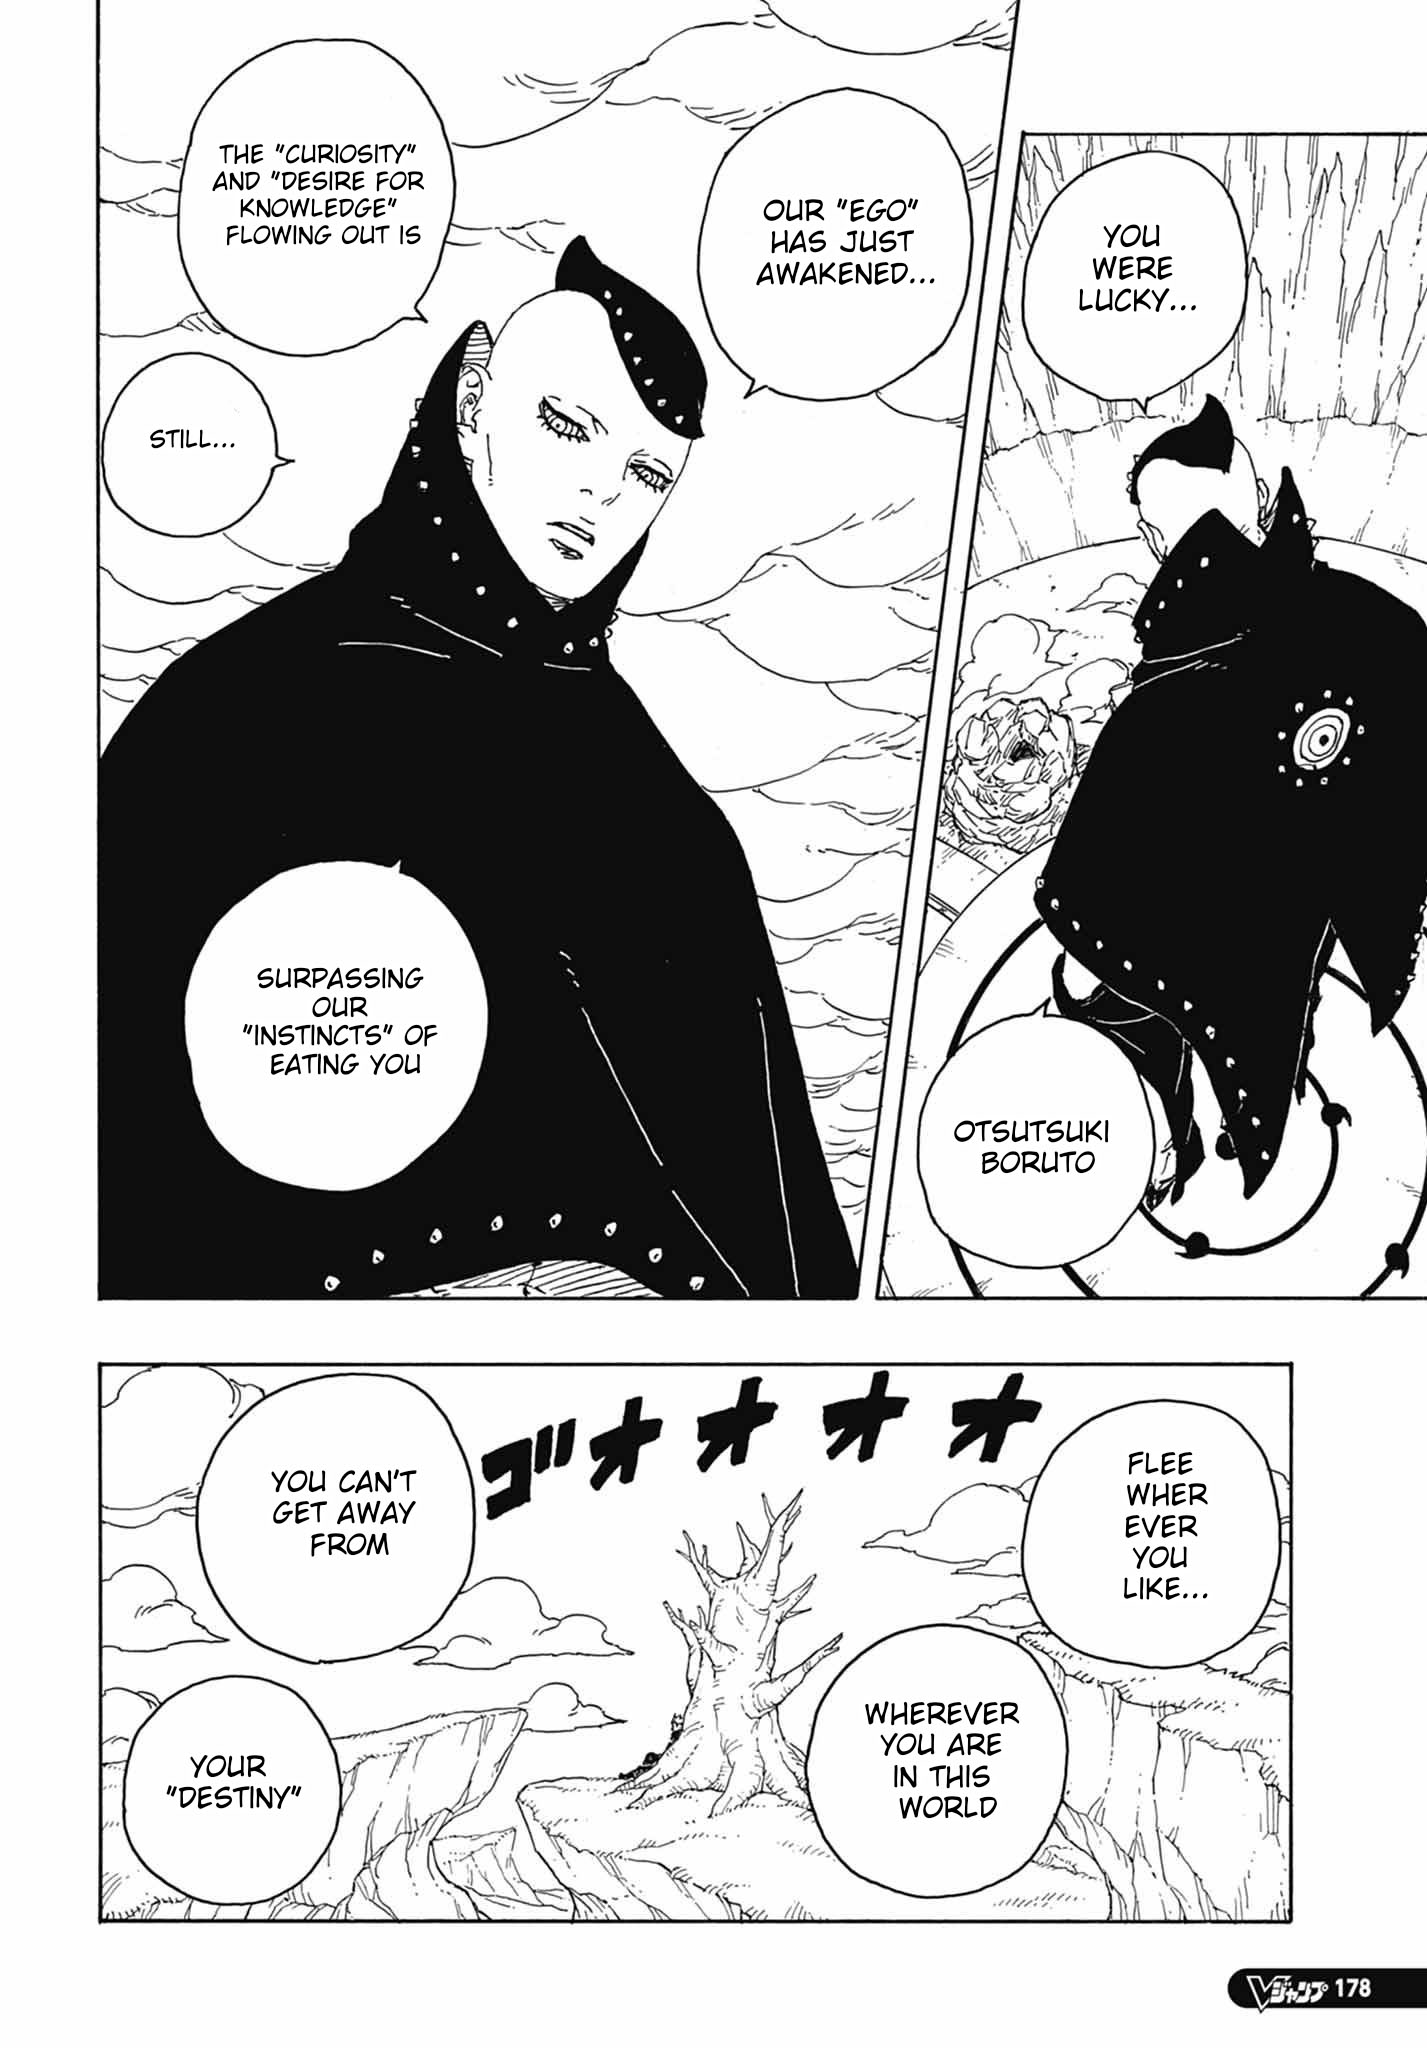 YOU
WERE
LUCKY...
OTSUTSUKI
BORUTO
OUR "EGO"
HAS JUST
AWAKENED...
THE "CURIOSITY"
AND "DESIRE FOR
KNOWLEDGE"
FLOWING OUT IS
STILL...
SURPASSING
OUR
"INSTINCTS" OF
EATING YOU
FLEE
WHER
EVER
YOU
LIKE...
WHEREVER
YOU ARE
IN THIS
WORLD
ゴオオオオ
YOU CAN'T
GET AWAY
FROM
YOUR
"DESTINY"
Vジャンプ 178